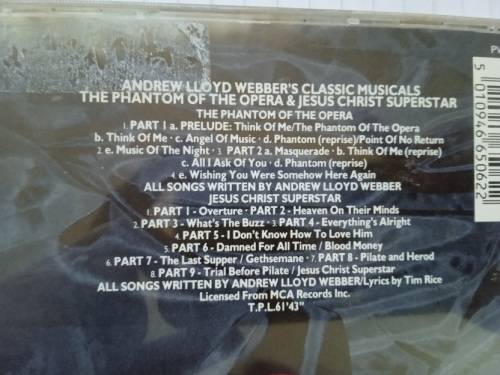 ANDREW LLOYD WEBBER'S CLASSIC MUSICALS
THE PHANTOM OF THE OPERA & JESUS CHRIST SUPERSTAR
THE PHANTOM OF THE OPERA
1. PART 1 a. PRELUDE: Think Of Me/The Phantom Of The Opera
b. Think Of Me · c. Angel Of Music · d. Phantom (reprise)/Point Of No Return
2. e. Music Of The Night · 3. PART 2 a. Masquerade · b. Think Of Me (reprise)
c. All I Ask Of You · d. Phantom (reprise)
4. e. Wishing You Were Somehow Here Again
ALL SONGS WRITTEN BY ANDREW LLOYD WEBBER
JESUS CHRIST SUPERSTAR
1. PART 1 - Overture · PART 2 - Heaven On Their Minds
2. PART 3 - What's The Buzz · 3. PART 4 - Everything's Alright
4. PART 5 - I Don't Know How To Love Him
5. PART 6 - Damned For All Time / Blood Money
6. PART 7 - The Last Supper / Gethsemane · 7. PART 8 - Pilate and Herod
8. PART 9 - Trial Before Pilate / Jesus Christ Superstar
ALL SONGS WRITTEN BY ANDREW LLOYD WEBBER/Lyrics by Tim Rice
Licensed From MCA Records Inc.
T.P.L.61'43"
5 010946 650622